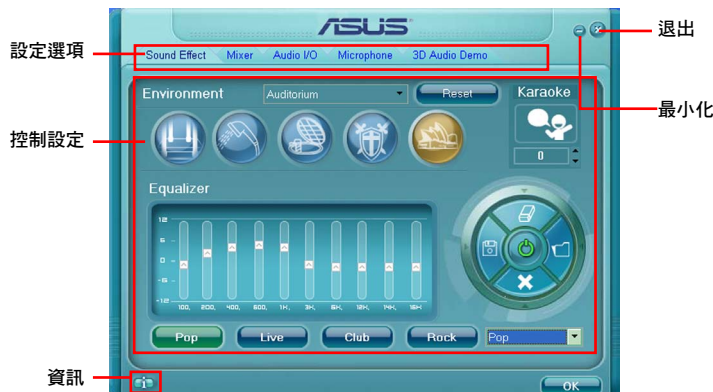 ASUS
退出
設定選項
Sound Effect Mixer Audio I/O Microphone 3D Audio Demo
最小化
Environment Auditorium Reset Karaoke
控制設定
0
Equalizer
12
6
0
-6
-12
100, 200, 400, 600, 1K, 3K, 6K, 12K, 14K, 16K
Pop Live Club Rock Pop
資訊
i
OK